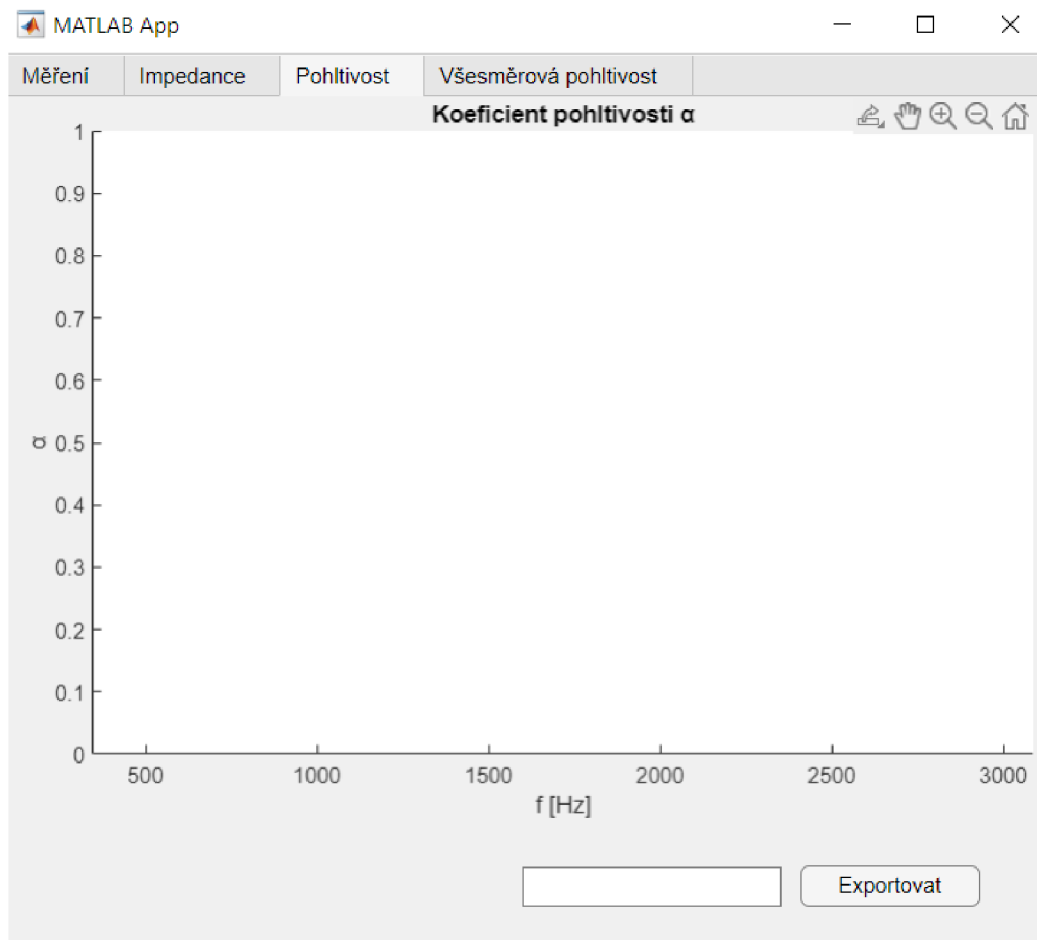 MATLAB App
Měření Impedance Pohltivost Všesměrová pohltivost
Koeficient pohltivosti α
1
0.9
0.8
0.7
0.6
α 0.5
0.4
0.3
0.2
0.1
0
500 1000 1500 2000 2500 3000
f [Hz]
Exportovat